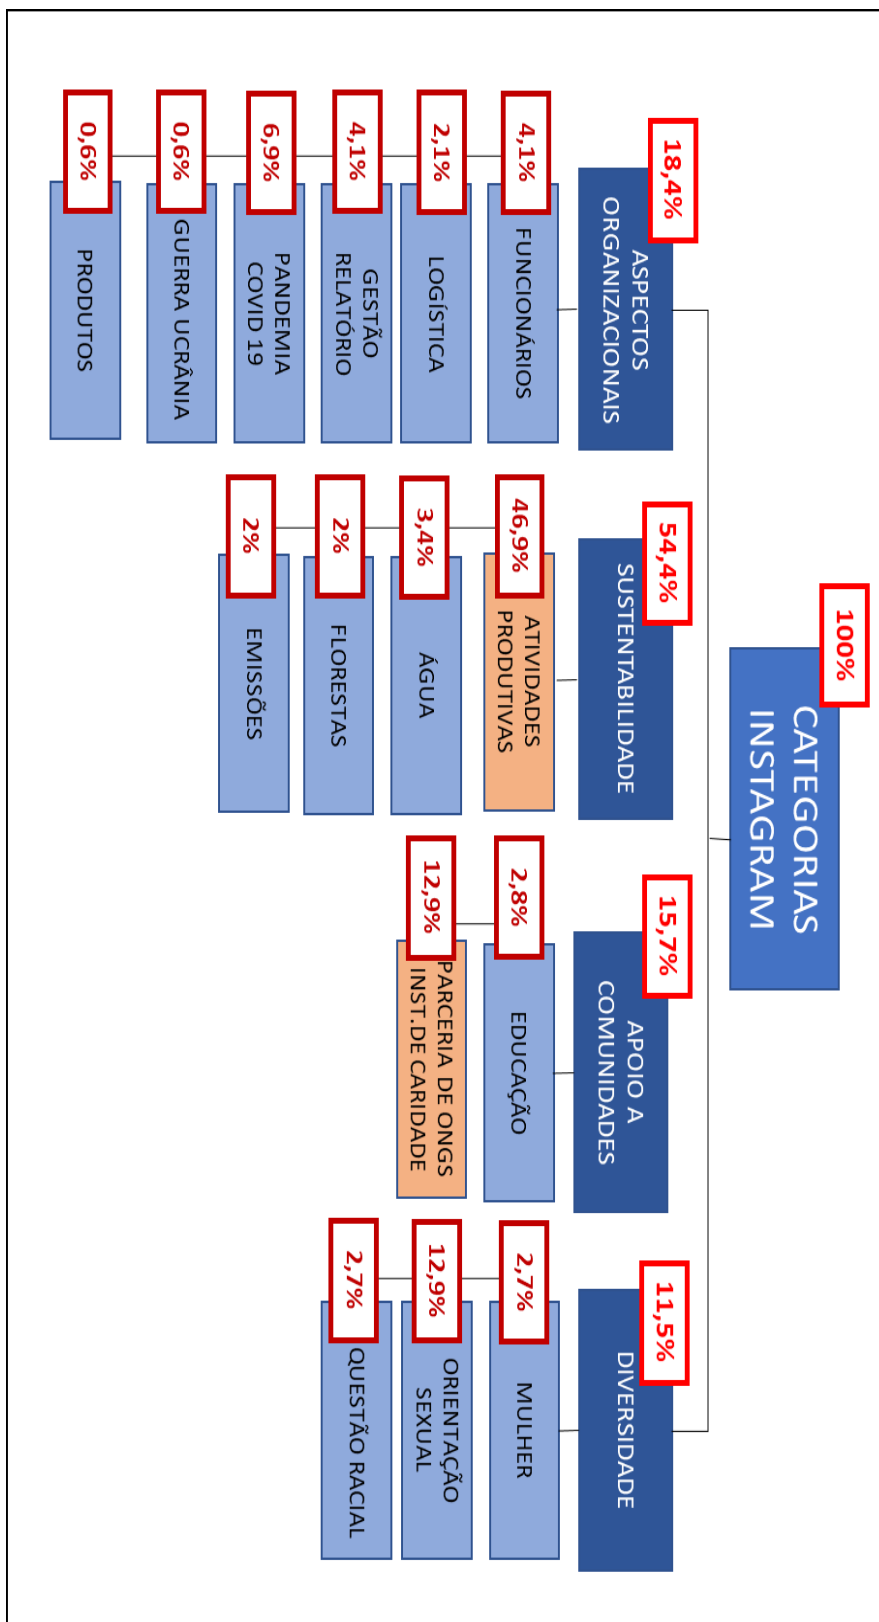 100%
CATEGORIAS
INSTAGRAM
18,4%
ASPECTOS
ORGANIZACIONAIS
4,1%
FUNCIONÁRIOS
2,1%
LOGÍSTICA
4,1%
GESTÃO
RELATÓRIO
6,9%
PANDEMIA
COVID 19
0,6%
GUERRA UCRÂNIA
0,6%
PRODUTOS
54,4%
SUSTENTABILIDADE
46,9%
ATIVIDADES
PRODUTIVAS
3,4%
ÁGUA
2%
FLORESTAS
2%
EMISSÕES
15,7%
APOIO A
COMUNIDADES
2,8%
EDUCAÇÃO
12,9%
PARCERIA DE ONGS
INST.DE CARIDADE
11,5%
DIVERSIDADE
2,7%
MULHER
12,9%
ORIENTAÇÃO
SEXUAL
2,7%
QUESTÃO RACIAL